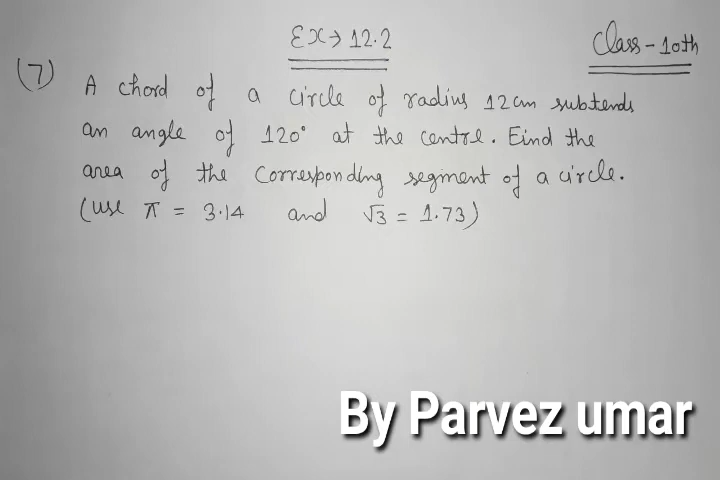 Ex → 12.2
Class - 10th
(7) A chord of a circle of radius 12cm subtends
an angle of 120° at the centre. Find the
area of the corresponding segment of a circle.
(use π = 3.14 and √3 = 1.73)
By Parvez umar